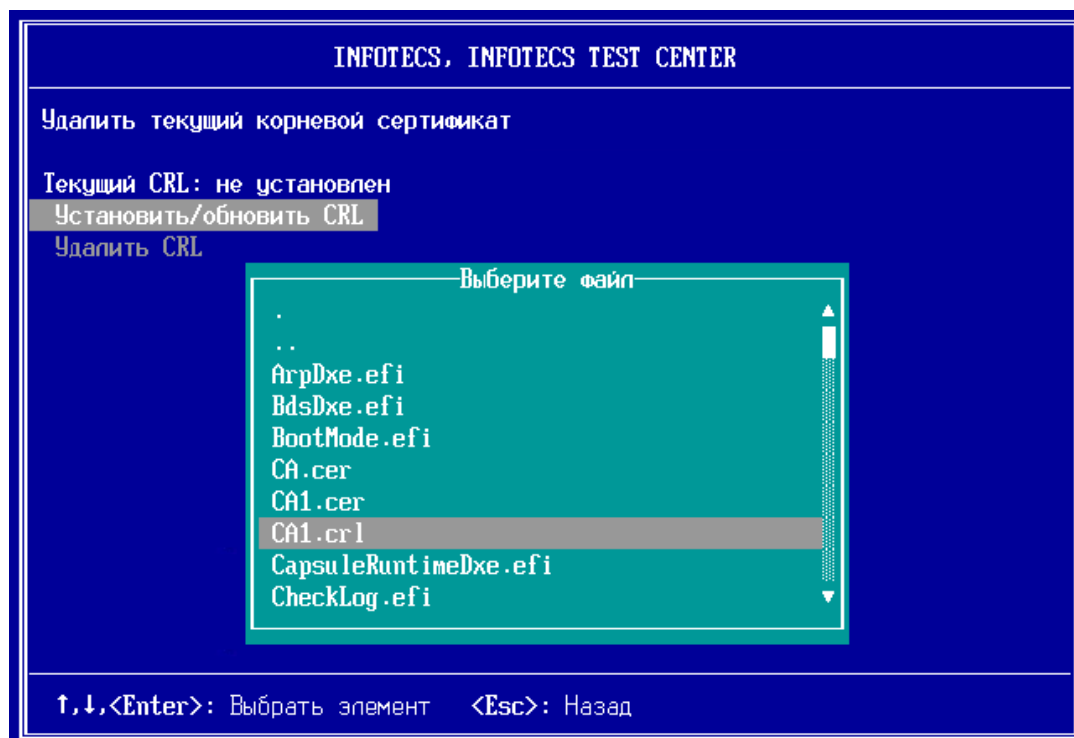 INFOTECS, INFOTECS TEST CENTER
Удалить текущий корневой сертификат
Текущий CRL: не установлен
Установить/обновить CRL
Удалить CRL
Выберите файл
.
..
ArpDxe.efi
BdsDxe.efi
BootMode.efi
CA.cer
CA1.cer
CA1.crl
CapsuleRuntimeDxe.efi
CheckLog.efi
↑,↓,<Enter>: Выбрать элемент <Esc>: Назад